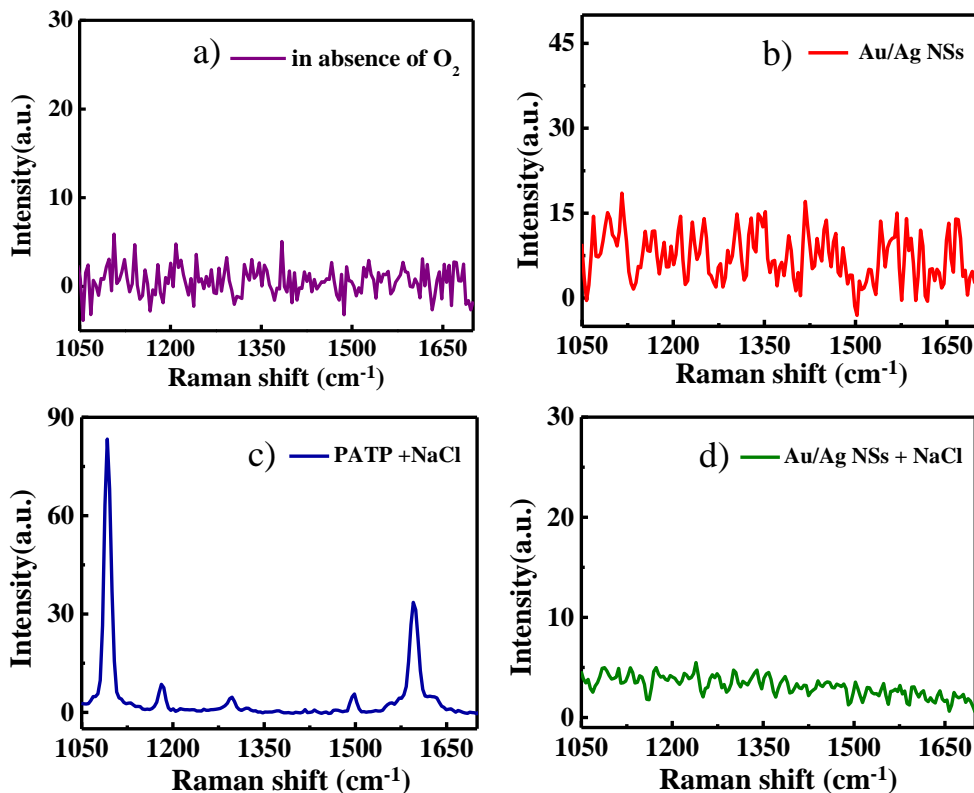 30
20
10
0
1050 1200 1350 1500 1650
Intensity(a.u.)
Raman shift (cm-1)
a)
in absence of O2
45
30
15
0
1050 1200 1350 1500 1650
Intensity(a.u.)
Raman shift (cm-1)
b)
Au/Ag NSs
90
60
30
0
1050 1200 1350 1500 1650
Intensity(a.u.)
Raman shift (cm-1)
c)
PATP +NaCl
30
20
10
0
1050 1200 1350 1500 1650
Intensity(a.u.)
Raman shift (cm-1)
d)
Au/Ag NSs + NaCl